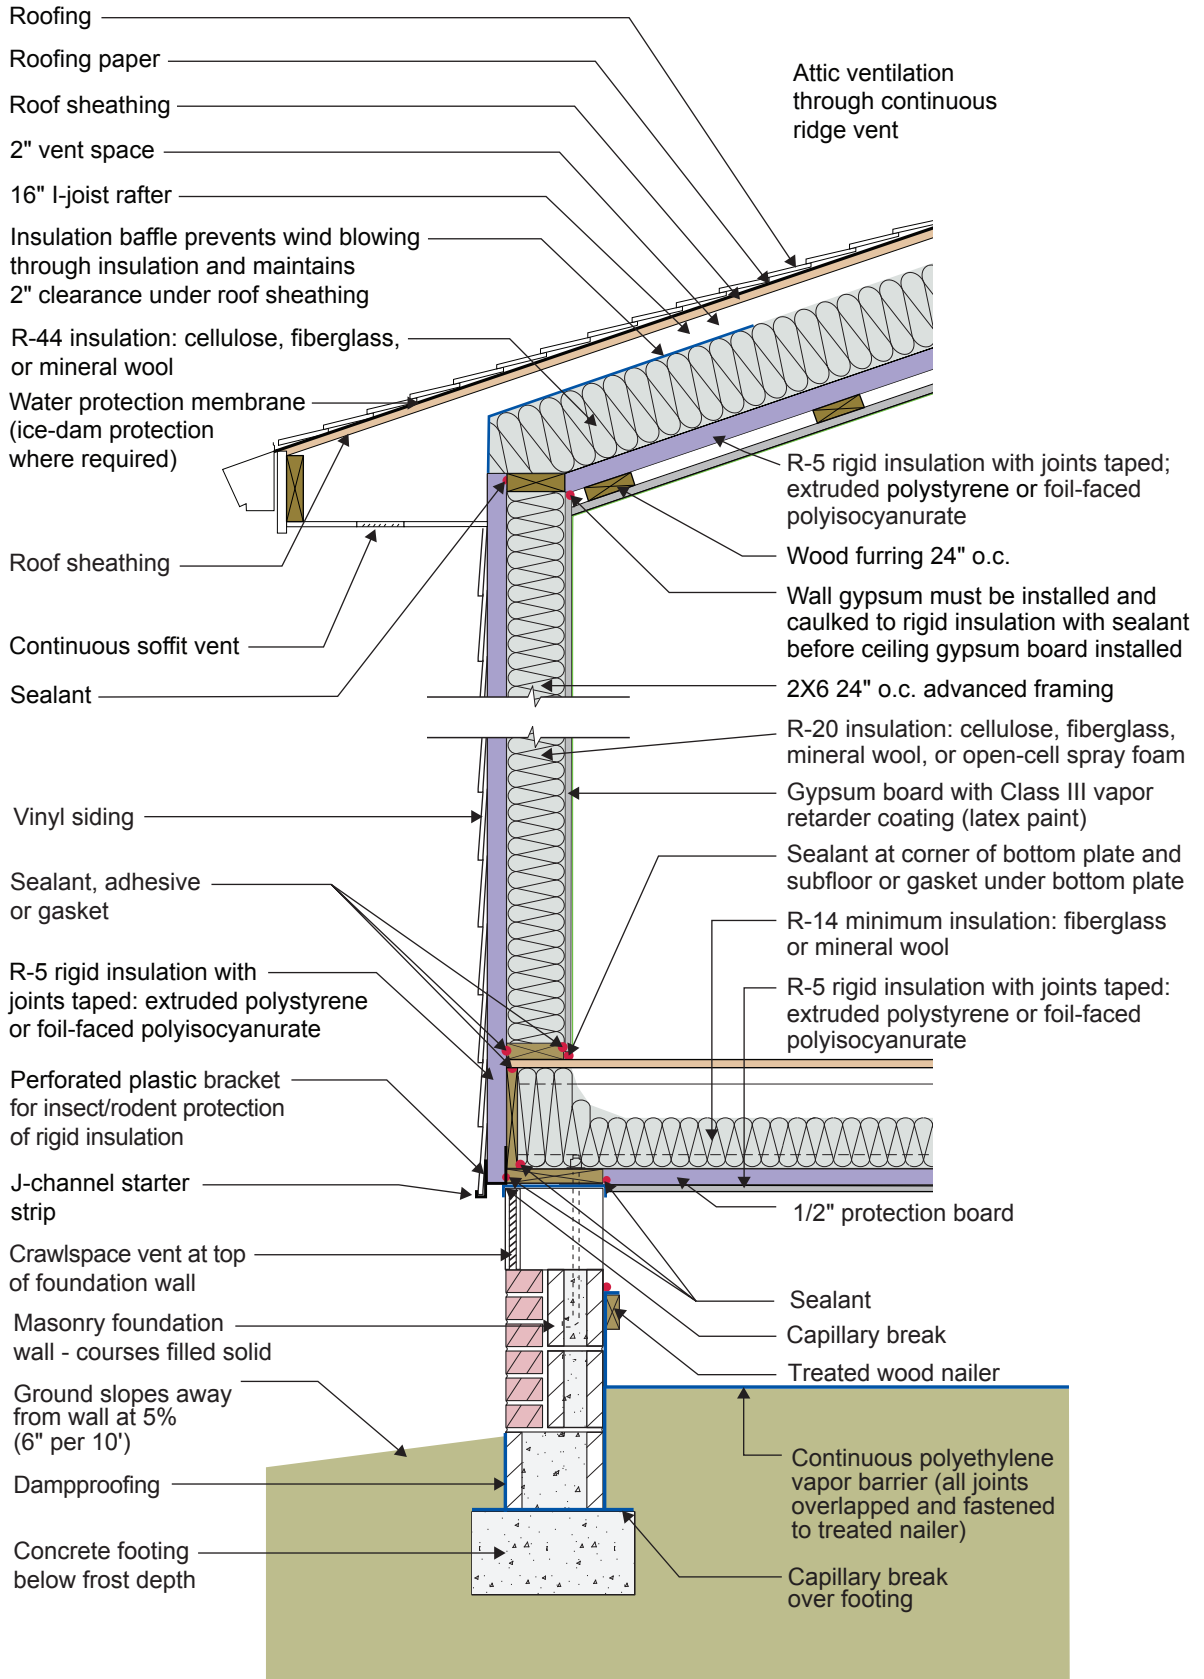 Roofing
Roofing paper
Roof sheathing
2" vent space
16" I-joist rafter
Insulation baffle prevents wind blowing
through insulation and maintains
2" clearance under roof sheathing
R-44 insulation: cellulose, fiberglass,
or mineral wool
Water protection membrane
(ice-dam protection
where required)
Roof sheathing
Continuous soffit vent
Sealant
Vinyl siding
Sealant, adhesive
or gasket
R-5 rigid insulation with
joints taped: extruded polystyrene
or foil-faced polyisocyanurate
Perforated plastic bracket
for insect/rodent protection
of rigid insulation
J-channel starter
strip
Crawlspace vent at top
of foundation wall
Masonry foundation
wall - courses filled solid
Ground slopes away
from wall at 5%
(6" per 10')
Dampproofing
Concrete footing
below frost depth
Attic ventilation
through continuous
ridge vent
R-5 rigid insulation with joints taped;
extruded polystyrene or foil-faced
polyisocyanurate
Wood furring 24" o.c.
Wall gypsum must be installed and
caulked to rigid insulation with sealant
before ceiling gypsum board installed
2X6 24" o.c. advanced framing
R-20 insulation: cellulose, fiberglass,
mineral wool, or open-cell spray foam
Gypsum board with Class III vapor
retarder coating (latex paint)
Sealant at corner of bottom plate and
subfloor or gasket under bottom plate
R-14 minimum insulation: fiberglass
or mineral wool
R-5 rigid insulation with joints taped:
extruded polystyrene or foil-faced
polyisocyanurate
1/2" protection board
Sealant
Capillary break
Treated wood nailer
Continuous polyethylene
vapor barrier (all joints
overlapped and fastened
to treated nailer)
Capillary break
over footing